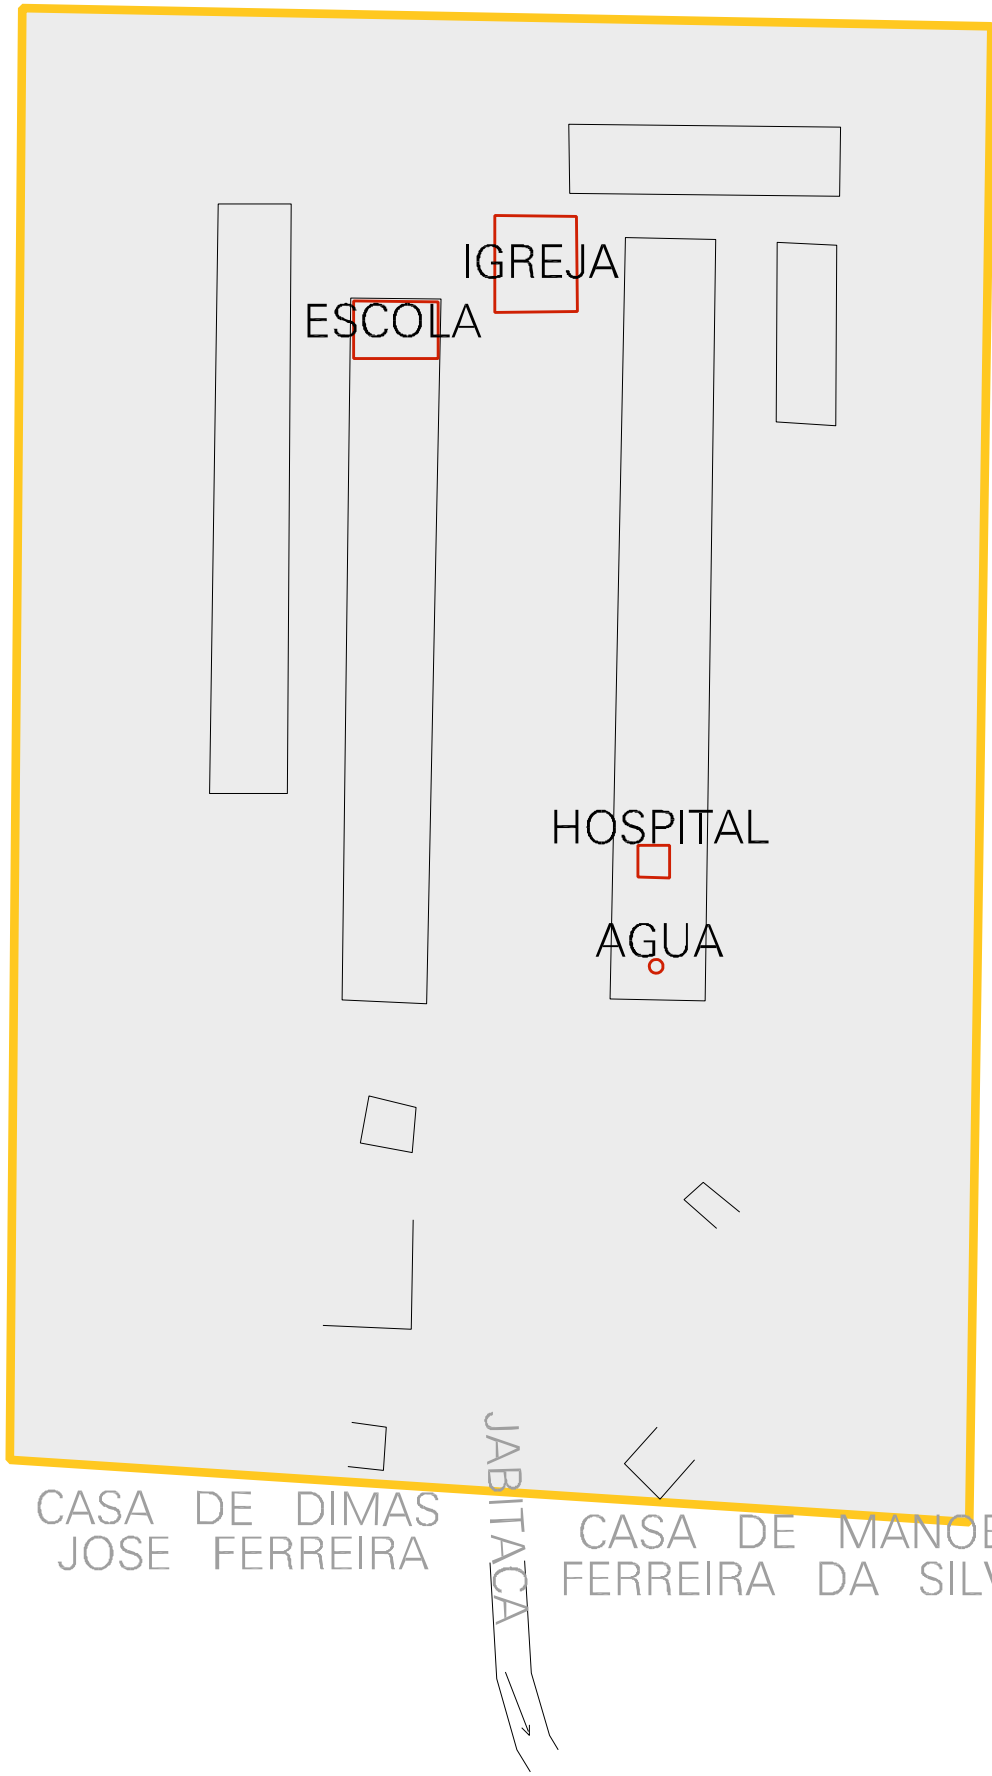 IGREJA
ESCOLA
HOSPITAL
AGUA
JABITACA
CASA DE DIMAS
JOSE FERREIRA
CASA DE
FERREIRA DA